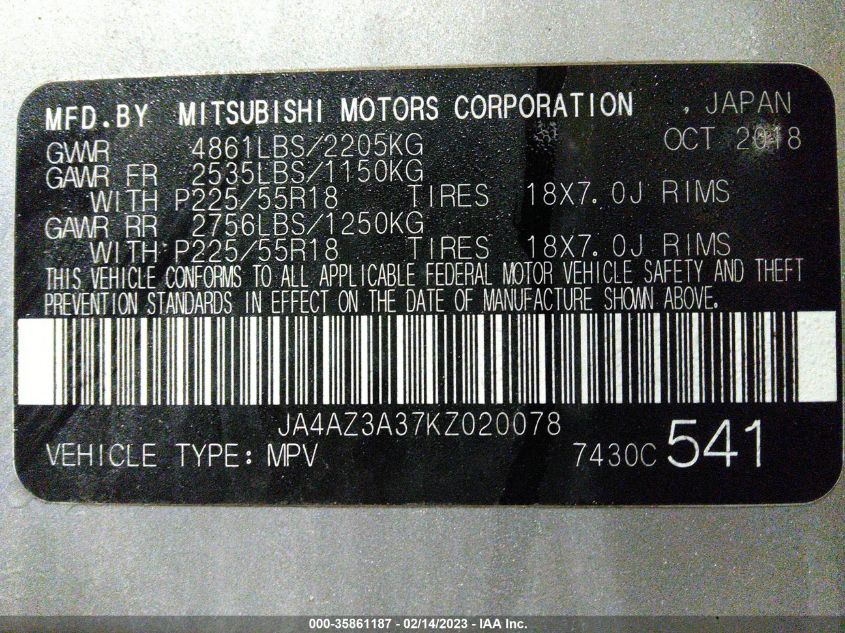 MFD.BY MITSUBISHI MOTORS CORPORATION , JAPAN
GVWR 4861LBS/2205KG OCT 2018
GAWR FR 2535LBS/1150KG
WITH P225/55R18 TIRES 18X7.0J RIMS
GAWR RR 2756LBS/1250KG
WITH P225/55R18 TIRES 18X7.0J RIMS
THIS VEHICLE CONFORMS TO ALL APPLICABLE FEDERAL MOTOR VEHICLE SAFETY AND THEFT
PREVENTION STANDARDS IN EFFECT ON THE DATE OF MANUFACTURE SHOWN ABOVE.
JA4AZ3A37KZ020078
VEHICLE TYPE: MPV 7430C 541
000-35861187 - 02/14/2023 - IAA Inc.